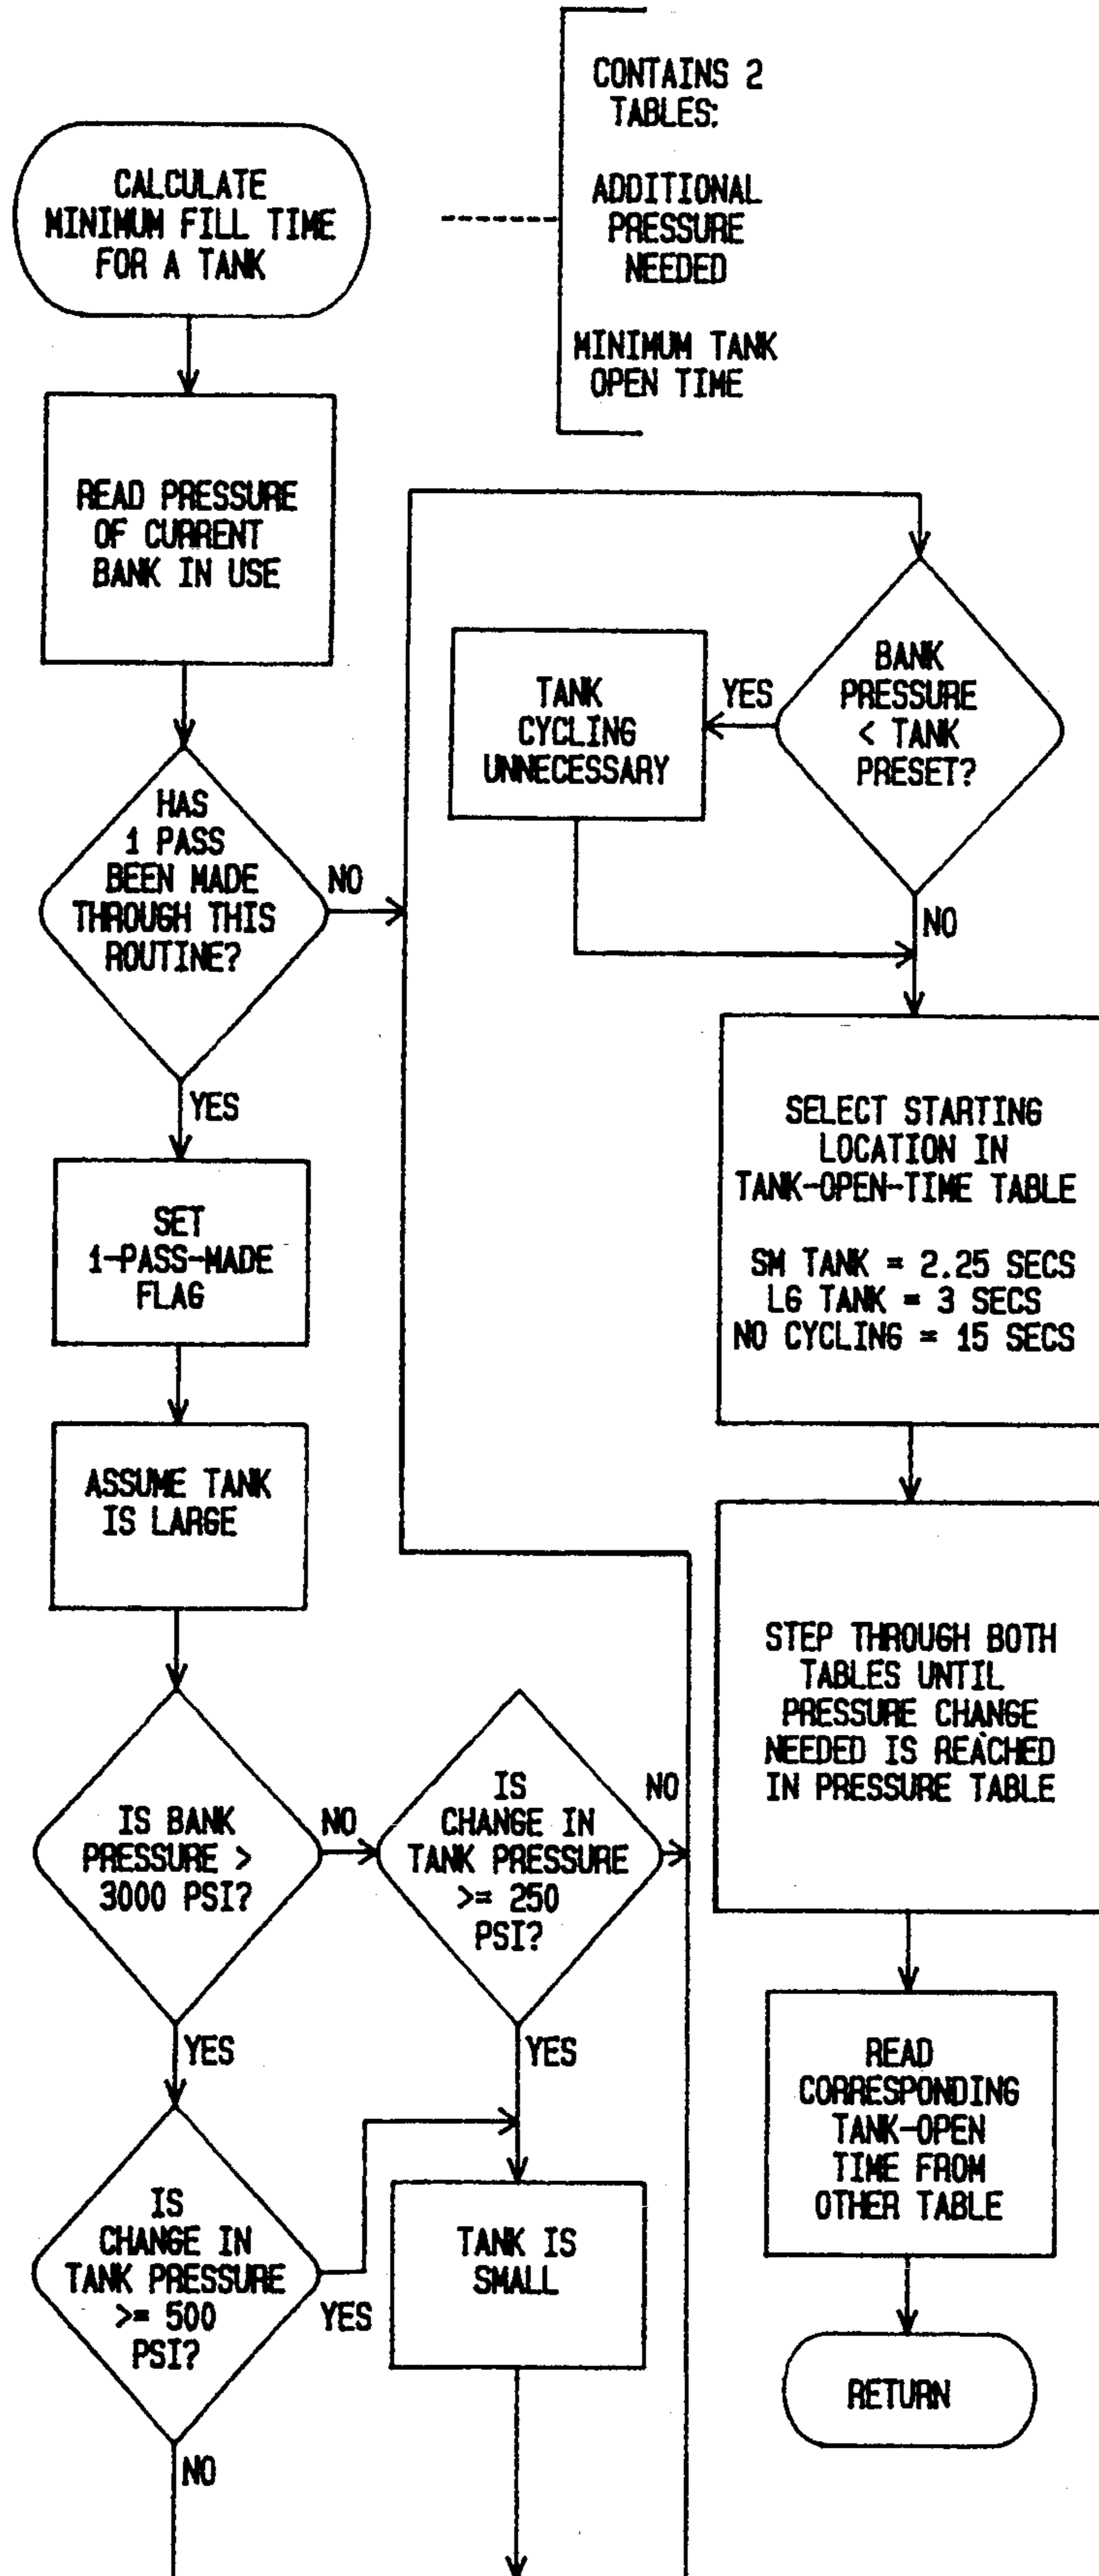 CALCULATE
MINIMUM FILL TIME
FOR A TANK
CONTAINS 2
TABLES:
ADDITIONAL
PRESSURE
NEEDED
MINIMUM TANK
OPEN TIME
READ PRESSURE
OF CURRENT
BANK IN USE
HAS
1 PASS
BEEN MADE
THROUGH THIS
ROUTINE?
NO
YES
SET
1-PASS-MADE
FLAG
ASSUME TANK
IS LARGE
IS BANK
PRESSURE >
3000 PSI?
NO
YES
IS
CHANGE IN
TANK PRESSURE
>= 250
PSI?
NO
YES
IS
CHANGE IN
TANK PRESSURE
>= 500
PSI?
YES
NO
TANK IS
SMALL
BANK
PRESSURE
< TANK
PRESET?
YES
NO
TANK
CYCLING
UNNECESSARY
SELECT STARTING
LOCATION IN
TANK-OPEN-TIME TABLE
SM TANK = 2.25 SECS
LG TANK = 3 SECS
NO CYCLING = 15 SECS
STEP THROUGH BOTH
TABLES UNTIL
PRESSURE CHANGE
NEEDED IS REACHED
IN PRESSURE TABLE
READ
CORRESPONDING
TANK-OPEN
TIME FROM
OTHER TABLE
RETURN